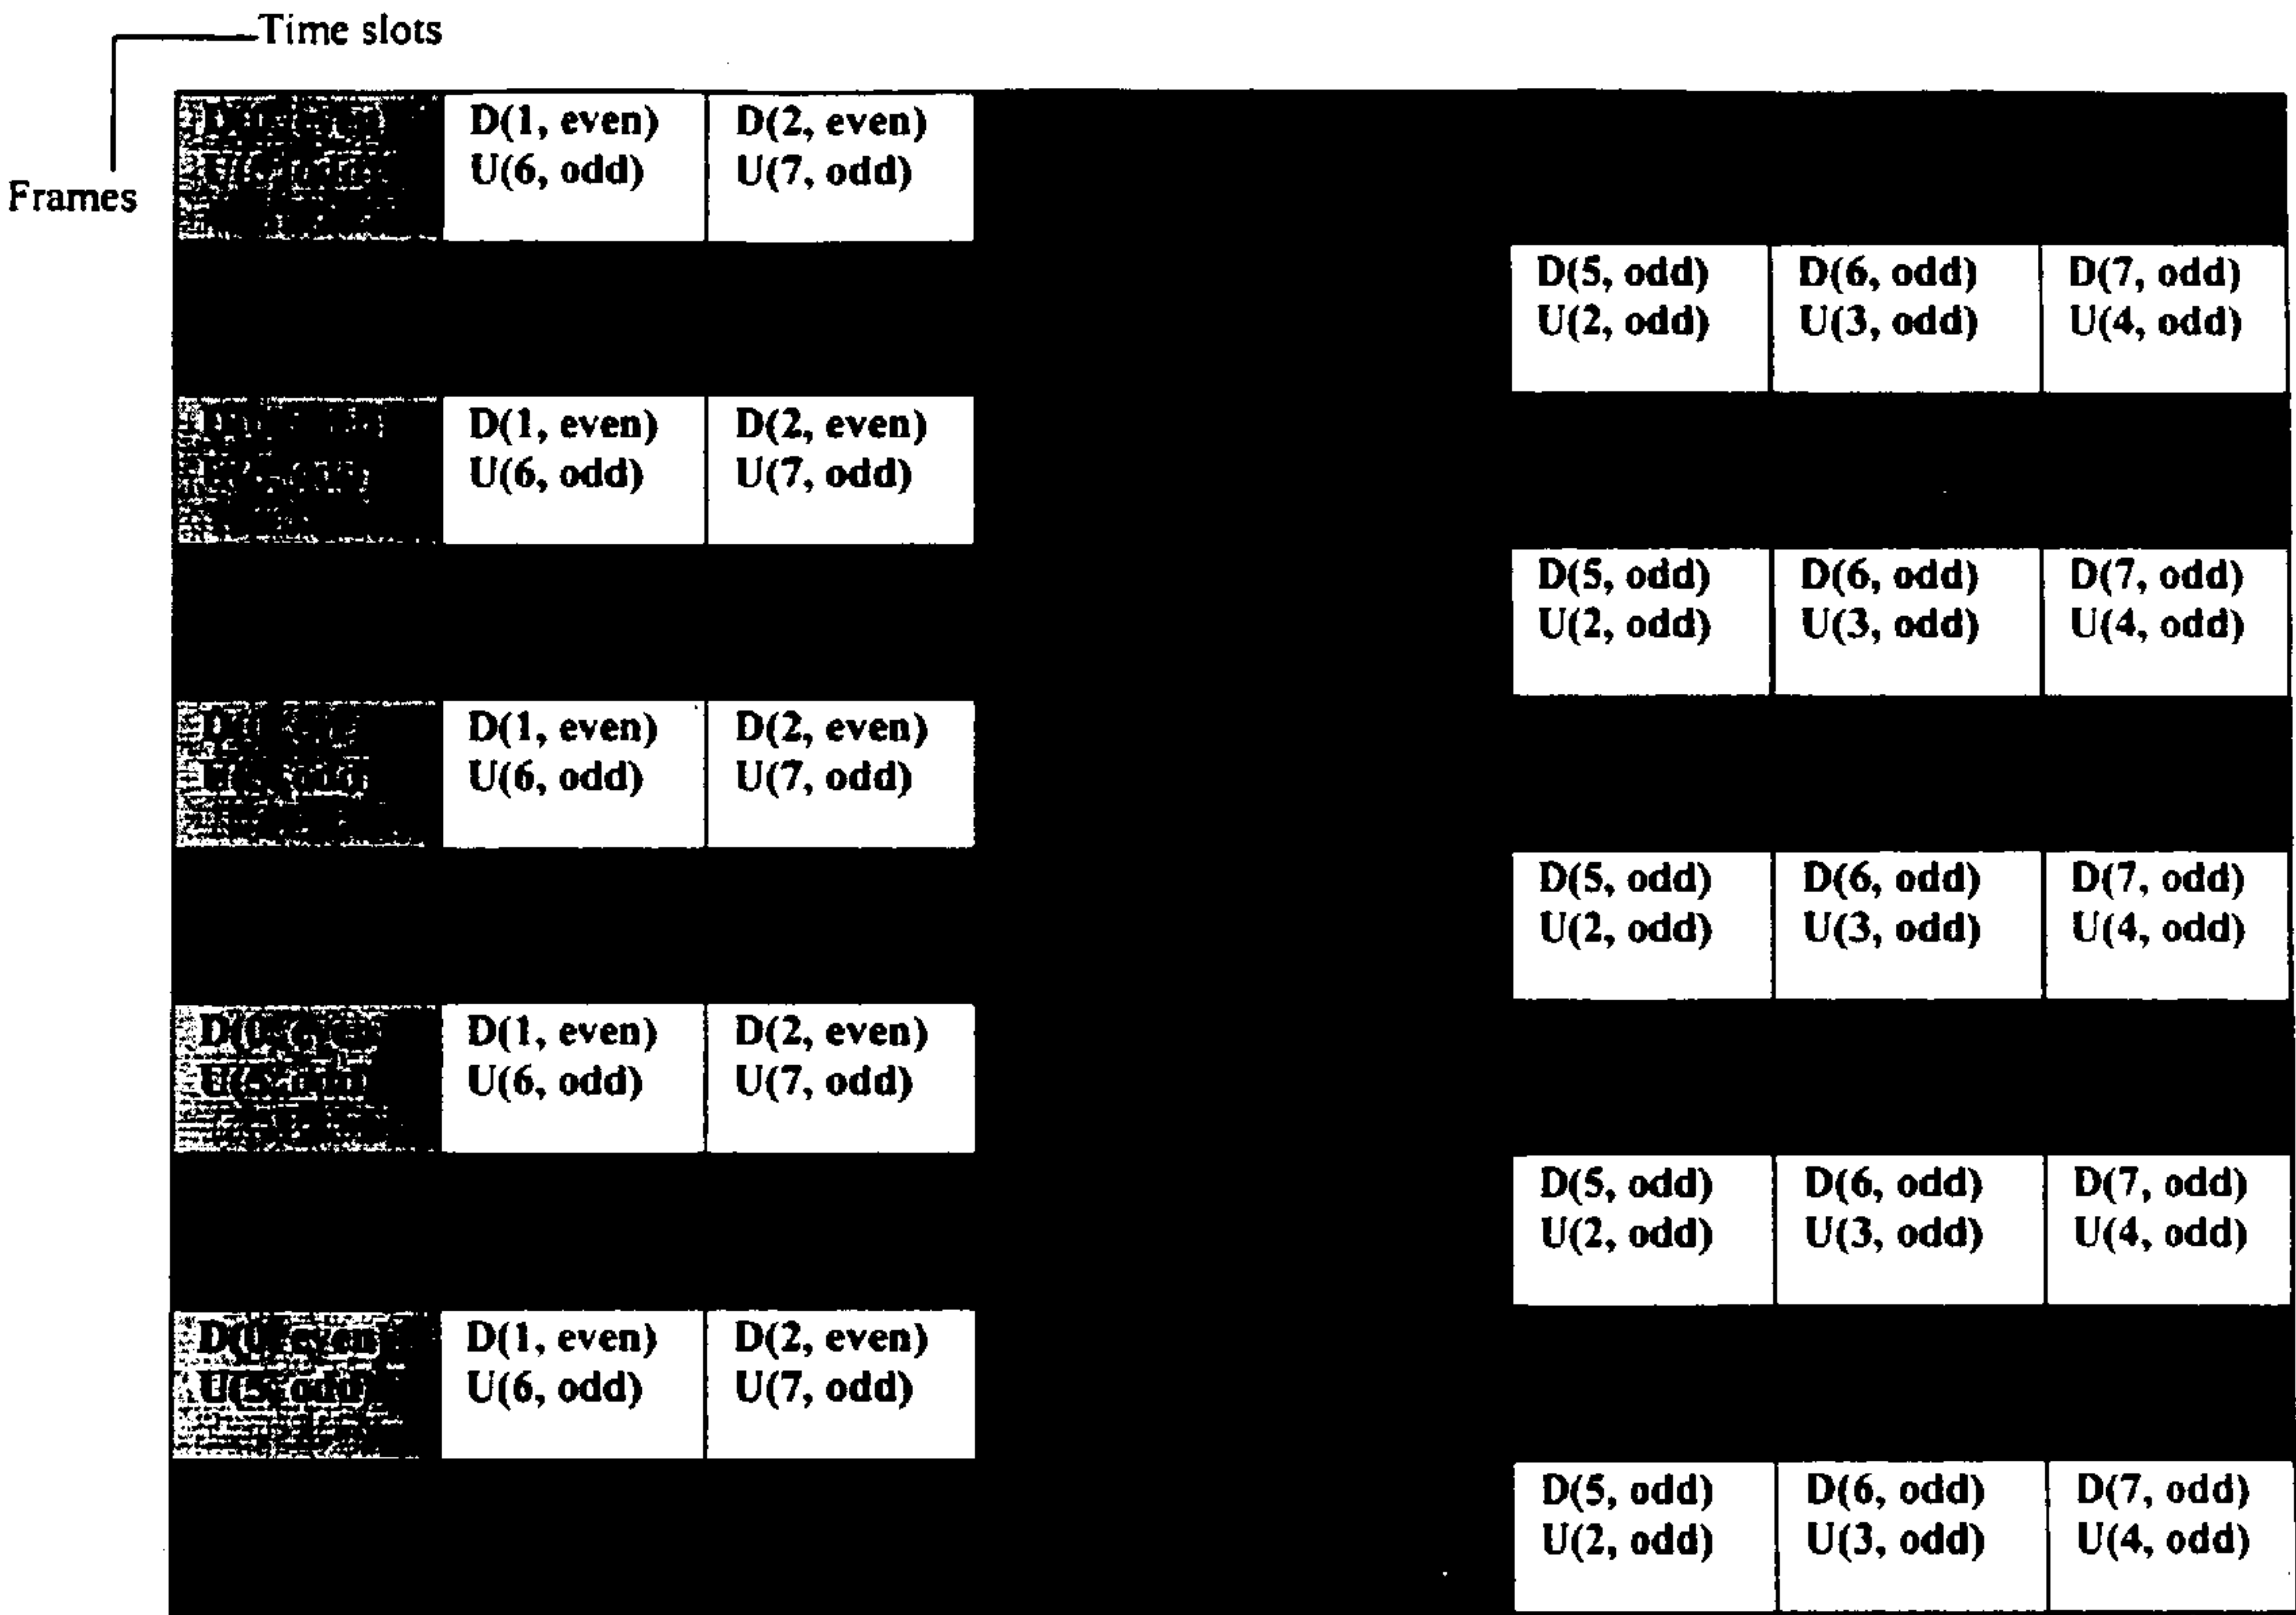 Time slots
Frames
D(1, even) D(2, even)
U(6, odd) U(7, odd)
D(5, odd) D(6, odd) D(7, odd)
U(2, odd) U(3, odd) U(4, odd)
D(1, even) D(2, even)
U(6, odd) U(7, odd)
D(5, odd) D(6, odd) D(7, odd)
U(2, odd) U(3, odd) U(4, odd)
D(1, even) D(2, even)
U(6, odd) U(7, odd)
D(5, odd) D(6, odd) D(7, odd)
U(2, odd) U(3, odd) U(4, odd)
D(1, even) D(2, even)
U(6, odd) U(7, odd)
D(5, odd) D(6, odd) D(7, odd)
U(2, odd) U(3, odd) U(4, odd)
D(0, even) D(1, even) D(2, even)
U(5, odd) U(6, odd) U(7, odd)
D(5, odd) D(6, odd) D(7, odd)
U(2, odd) U(3, odd) U(4, odd)